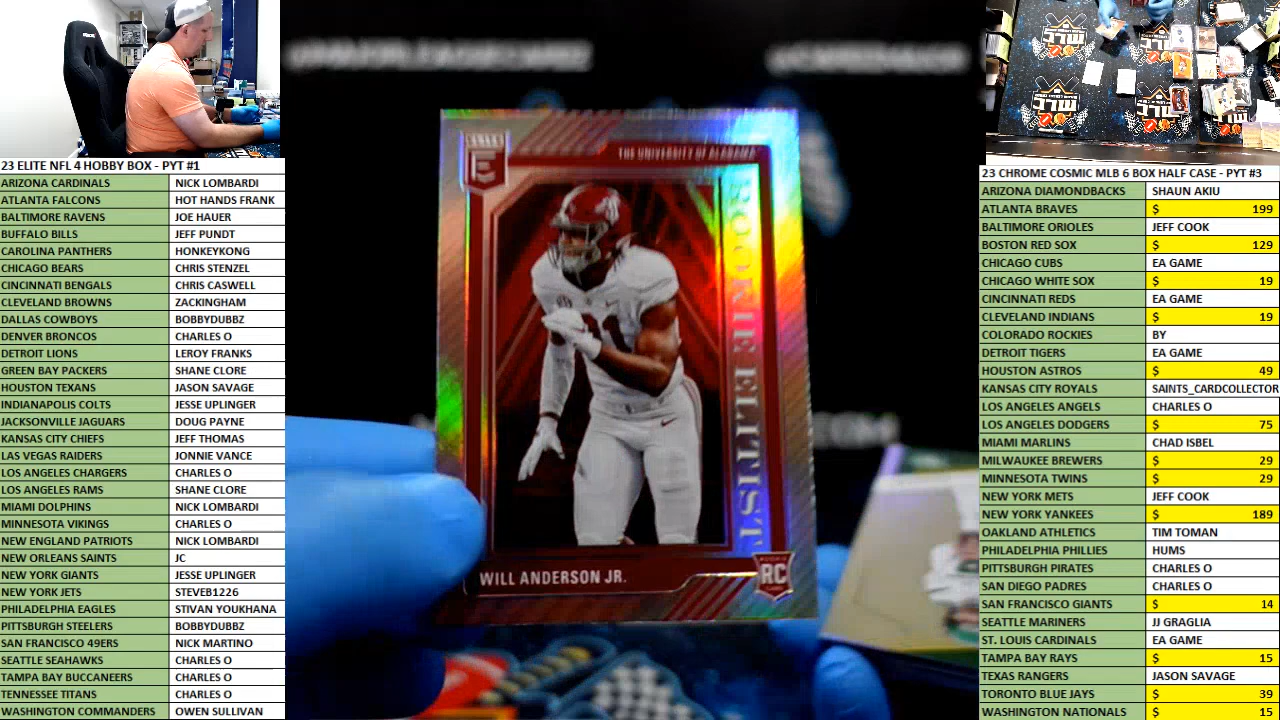 23 ELITE NFL 4 HOBBY BOX - PYT #1
ARIZONA CARDINALS NICK LOMBARDI
ATLANTA FALCONS HOT HANDS FRANK
BALTIMORE RAVENS JOE HAUER
BUFFALO BILLS JEFF PUNDT
CAROLINA PANTHERS HONKEYKONG
CHICAGO BEARS CHRIS STENZEL
CINCINNATI BENGALS CHRIS CASWELL
CLEVELAND BROWNS ZACKINGHAM
DALLAS COWBOYS BOBBYDUBBZ
DENVER BRONCOS CHARLES O
DETROIT LIONS LEROY FRANKS
GREEN BAY PACKERS SHANE CLORE
HOUSTON TEXANS JASON SAVAGE
INDIANAPOLIS COLTS JESSE UPLINGER
JACKSONVILLE JAGUARS DOUG PAYNE
KANSAS CITY CHIEFS JEFF THOMAS
LAS VEGAS RAIDERS JONNIE VANCE
LOS ANGELES CHARGERS CHARLES O
LOS ANGELES RAMS SHANE CLORE
MIAMI DOLPHINS NICK LOMBARDI
MINNESOTA VIKINGS CHARLES O
NEW ENGLAND PATRIOTS NICK LOMBARDI
NEW ORLEANS SAINTS JC
NEW YORK GIANTS JESSE UPLINGER
NEW YORK JETS STEVEB1226
PHILADELPHIA EAGLES STIVAN YOUKHANA
PITTSBURGH STEELERS BOBBYDUBBZ
SAN FRANCISCO 49ERS NICK MARTINO
SEATTLE SEAHAWKS CHARLES O
TAMPA BAY BUCCANEERS CHARLES O
TENNESSEE TITANS CHARLES O
WASHINGTON COMMANDERS OWEN SULLIVAN
ELITE
E
THE UNIVERSITY OF ALABAMA
ROOKIE ELITIST
WILL ANDERSON JR.
RC
MLC
MLC
MLC
MLC
23 CHROME COSMIC MLB 6 BOX HALF CASE - PYT #3
ARIZONA DIAMONDBACKS SHAUN AKIU
ATLANTA BRAVES $ 199
BALTIMORE ORIOLES JEFF COOK
BOSTON RED SOX $ 129
CHICAGO CUBS EA GAME
CHICAGO WHITE SOX $ 19
CINCINNATI REDS EA GAME
CLEVELAND INDIANS $ 19
COLORADO ROCKIES BY
DETROIT TIGERS EA GAME
HOUSTON ASTROS $ 49
KANSAS CITY ROYALS SAINTS_CARDCOLLECTOR
LOS ANGELES ANGELS CHARLES O
LOS ANGELES DODGERS $ 75
MIAMI MARLINS CHAD ISBEL
MILWAUKEE BREWERS $ 29
MINNESOTA TWINS $ 29
NEW YORK METS JEFF COOK
NEW YORK YANKEES $ 189
OAKLAND ATHLETICS TIM TOMAN
PHILADELPHIA PHILLIES HUMS
PITTSBURGH PIRATES CHARLES O
SAN DIEGO PADRES CHARLES O
SAN FRANCISCO GIANTS $ 14
SEATTLE MARINERS JJ GRAGLIA
ST. LOUIS CARDINALS EA GAME
TAMPA BAY RAYS $ 15
TEXAS RANGERS JASON SAVAGE
TORONTO BLUE JAYS $ 39
WASHINGTON NATIONALS $ 15